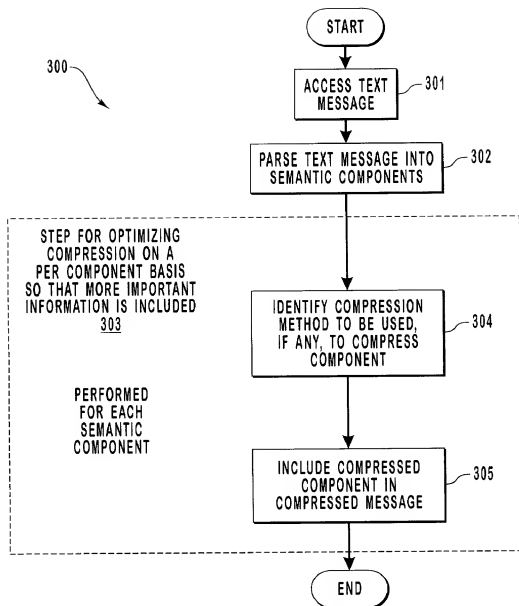 START
300
ACCESS TEXT
MESSAGE
301
PARSE TEXT MESSAGE INTO
SEMANTIC COMPONENTS
302
STEP FOR OPTIMIZING
COMPRESSION ON A
PER COMPONENT BASIS
SO THAT MORE IMPORTANT
INFORMATION IS INCLUDED
303
IDENTIFY COMPRESSION
METHOD TO BE USED,
IF ANY, TO COMPRESS
COMPONENT
304
PERFORMED
FOR EACH
SEMANTIC
COMPONENT
INCLUDE COMPRESSED
COMPONENT IN
COMPRESSED MESSAGE
305
END